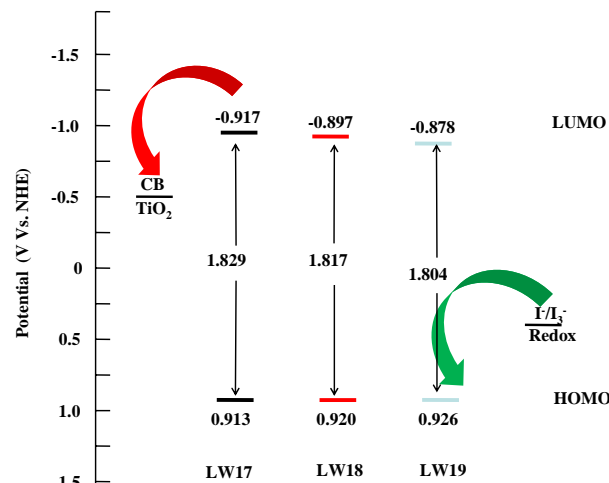 Potential (V Vs. NHE)
-1.5
-1.0
-0.5
0
0.5
1.0
1.5
-0.917
-0.897
-0.878
LUMO
CB
TiO₂
1.829
1.817
1.804
I⁻/I₃⁻
Redox
HOMO
0.913
0.920
0.926
LW17
LW18
LW19